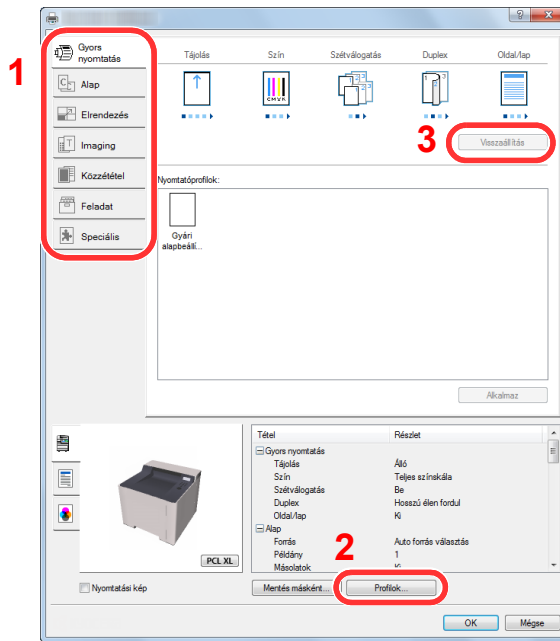 1
Gyors
nyomtatás
Alap
Elrendezés
Imaging
Közzététel
Feladat
Speciális
Tájolás Szín Szétválogatás Duplex Oldal/lap
CMYK
3
Visszaállítás
Nyomtatóprofilok:
Gyári
alapbeállí...
Alkalmaz
Tétel Részlet
Gyors nyomtatás
Tájolás Álló
Szín Teljes színskála
Szétválogatás Be
Duplex Hosszú élen fordul
Oldal/lap Ki
Alap
Forrás Auto forrás választás
Példány 1
Másolatok Ki
PCL XL
2
Nyomtatási kép
Mentés másként...
Profilok...
OK
Mégse